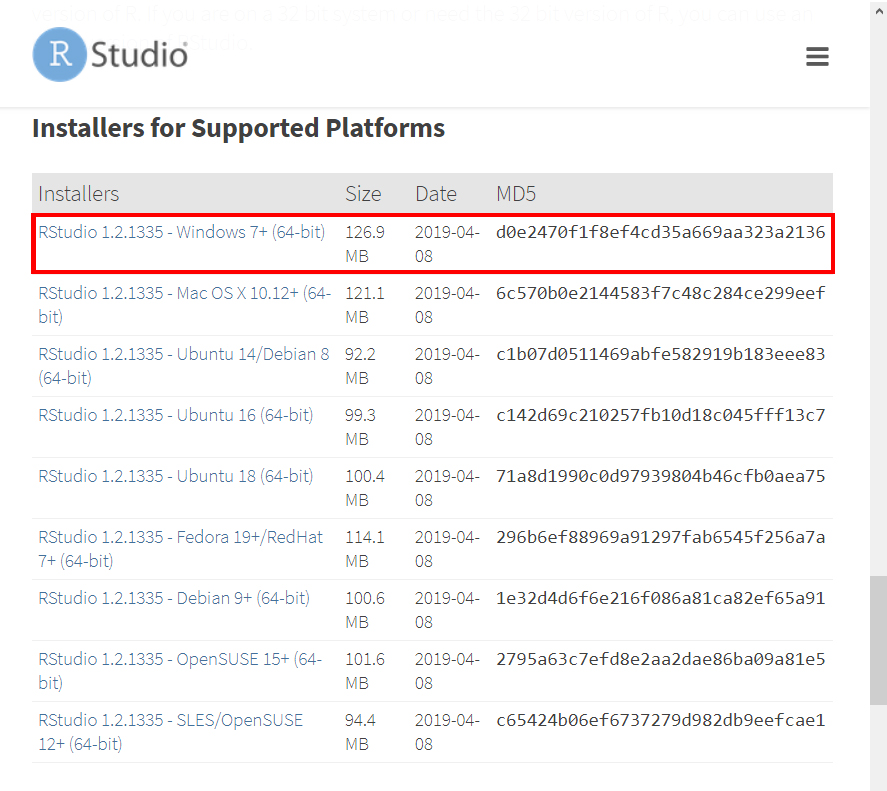 version of R. If you are on a 32 bit system or need the 32 bit version of R, you can use an
R Studio
Installers for Supported Platforms
Installers Size Date MD5
RStudio 1.2.1335 - Windows 7+ (64-bit) 126.9 2019-04- d0e2470f1f8ef4cd35a669aa323a2136
MB 08
RStudio 1.2.1335 - Mac OS X 10.12+ (64- 121.1 2019-04- 6c570b0e2144583f7c48c284ce299eef
bit) MB 08
RStudio 1.2.1335 - Ubuntu 14/Debian 8 92.2 2019-04- c1b07d0511469abfe582919b183eee83
(64-bit) MB 08
RStudio 1.2.1335 - Ubuntu 16 (64-bit) 99.3 2019-04- c142d69c210257fb10d18c045fff13c7
MB 08
RStudio 1.2.1335 - Ubuntu 18 (64-bit) 100.4 2019-04- 71a8d1990c0d97939804b46cfb0aea75
MB 08
RStudio 1.2.1335 - Fedora 19+/RedHat 114.1 2019-04- 296b6ef88969a91297fab6545f256a7a
7+ (64-bit) MB 08
RStudio 1.2.1335 - Debian 9+ (64-bit) 100.6 2019-04- 1e32d4d6f6e216f086a81ca82ef65a91
MB 08
RStudio 1.2.1335 - OpenSUSE 15+ (64- 101.6 2019-04- 2795a63c7efd8e2aa2dae86ba09a81e5
bit) MB 08
RStudio 1.2.1335 - SLES/OpenSUSE 94.4 2019-04- c65424b06ef6737279d982db9eefcae1
12+ (64-bit) MB 08